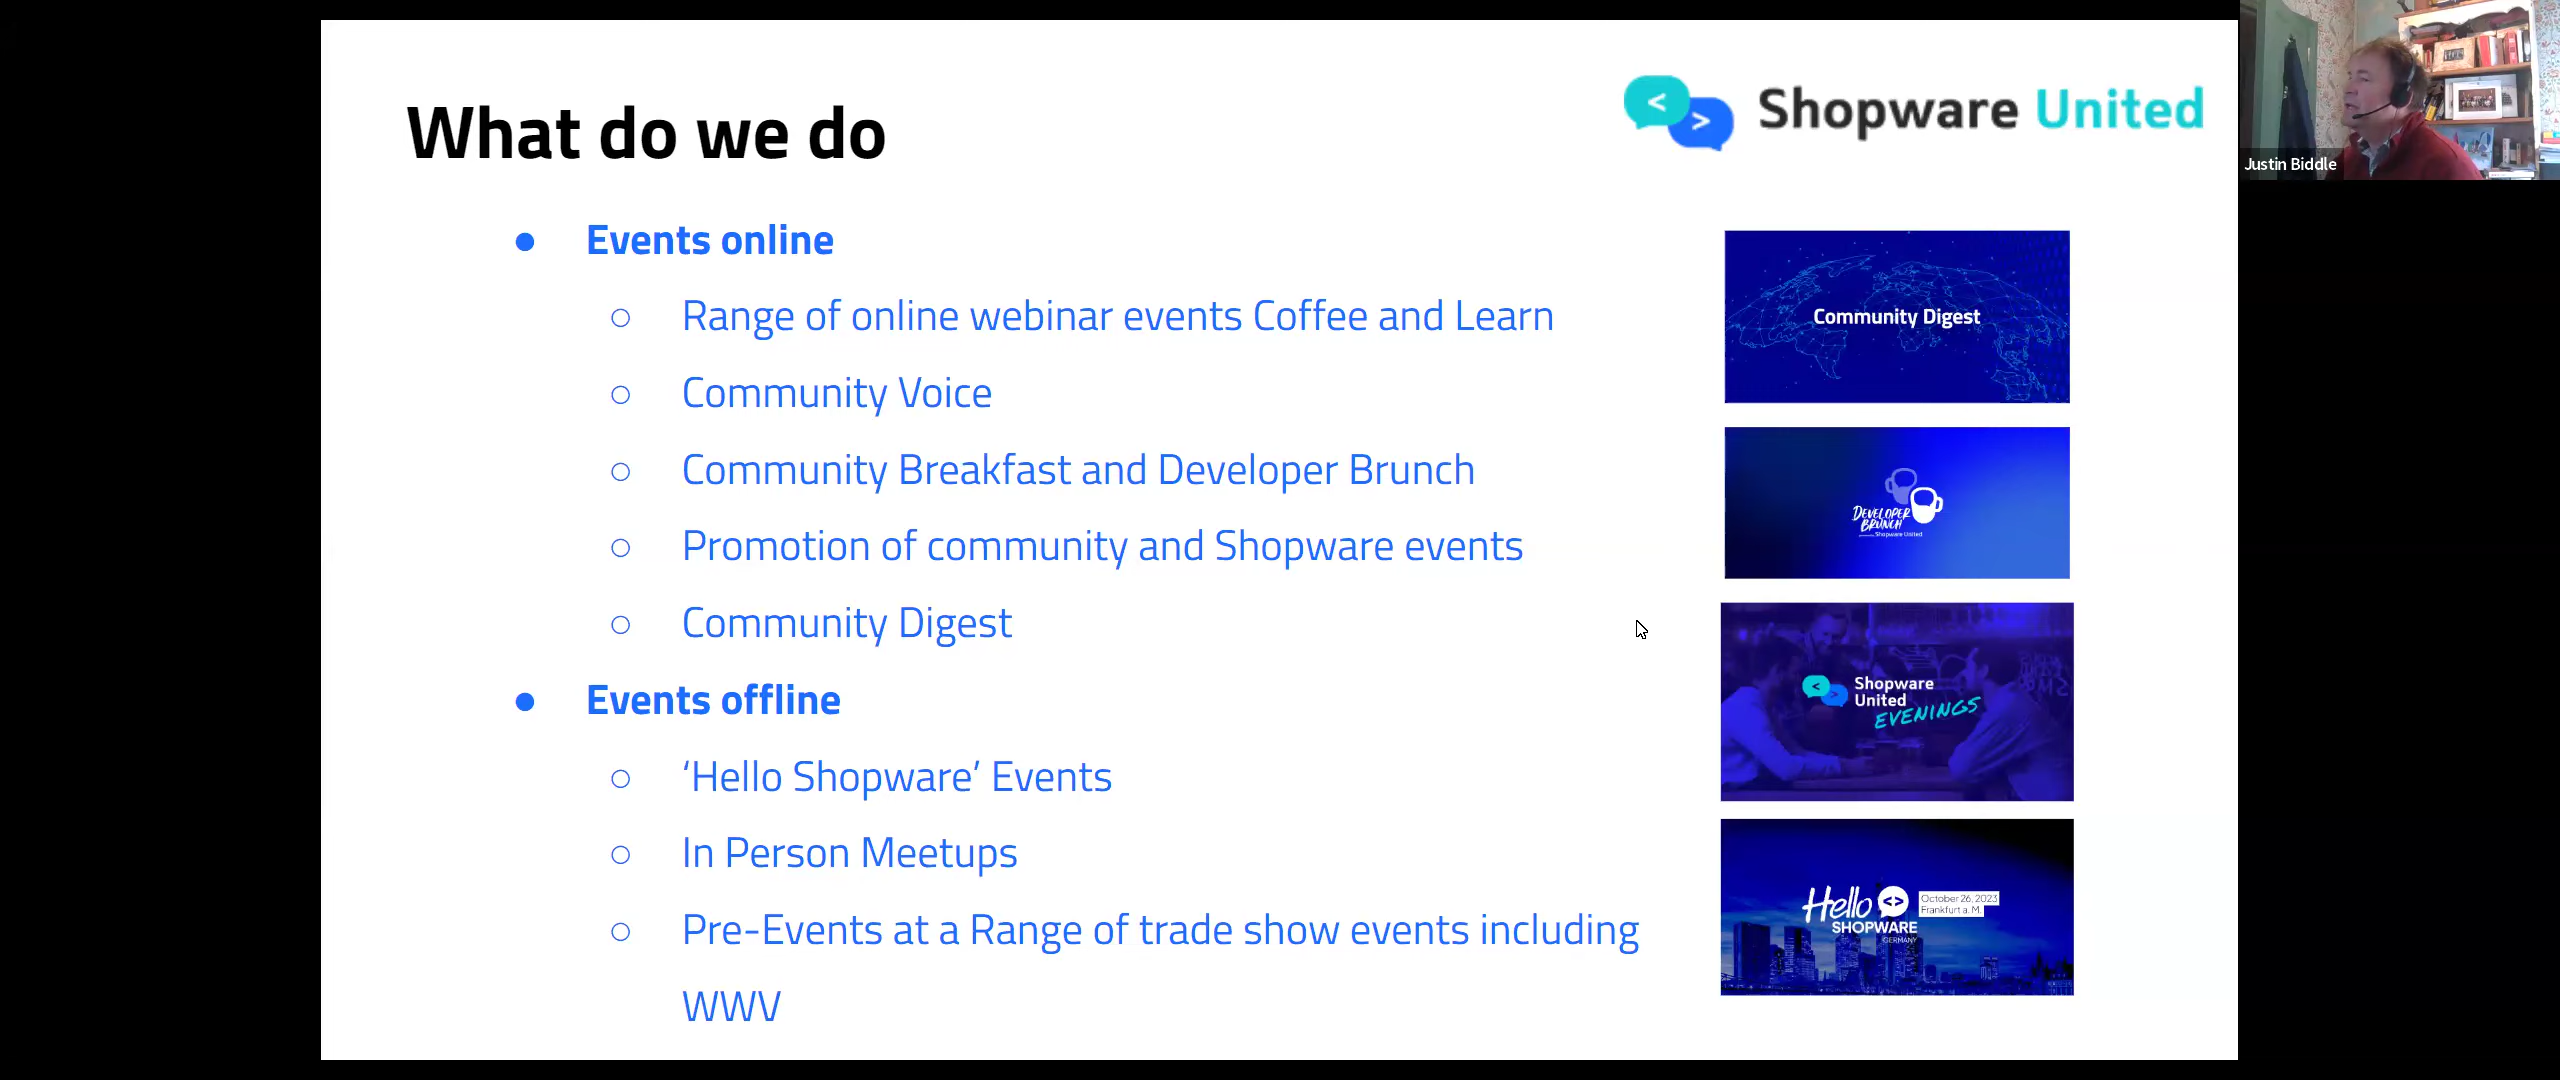 What do we do
< > Shopware United
Justin Biddle
● Events online
○ Range of online webinar events Coffee and Learn
○ Community Voice
○ Community Breakfast and Developer Brunch
○ Promotion of community and Shopware events
○ Community Digest
● Events offline
○ ‘Hello Shopware’ Events
○ In Person Meetups
○ Pre-Events at a Range of trade show events including
WWV
Community Digest
DEVELOPER
BRUNCH
Shopware United
< > Shopware
United
EVENINGS
Hello <>
SHOPWARE
GERMANY
October 26, 2023
Frankfurt a. M.